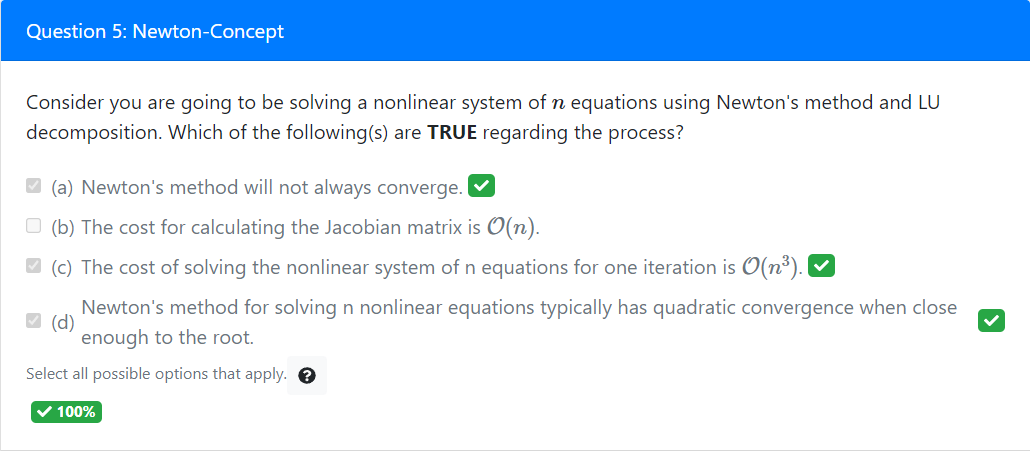 Question 5: Newton-Concept
Consider you are going to be solving a nonlinear system of n equations using Newton's method and LU
decomposition. Which of the following(s) are TRUE regarding the process?
(a) Newton's method will not always converge.
(b) The cost for calculating the Jacobian matrix is 𝒪(n).
(c) The cost of solving the nonlinear system of n equations for one iteration is 𝒪(n³).
(d) Newton's method for solving n nonlinear equations typically has quadratic convergence when close
enough to the root.
Select all possible options that apply. ?
100%